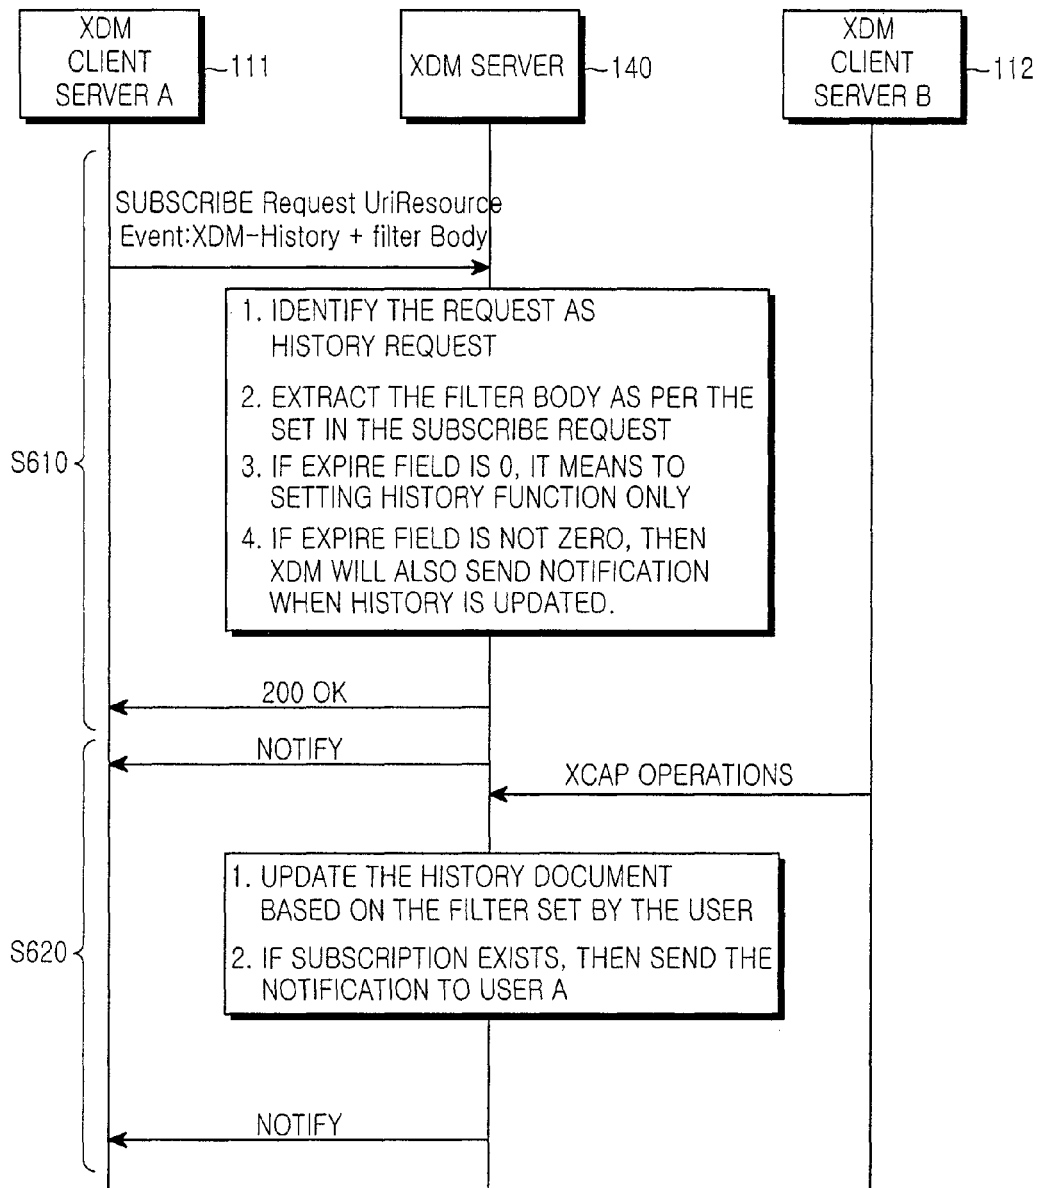 XDM
CLIENT
SERVER A
111
XDM SERVER
140
XDM
CLIENT
SERVER B
112
SUBSCRIBE Request UriResource
Event:XDM-History + filter Body
1. IDENTIFY THE REQUEST AS
HISTORY REQUEST
2. EXTRACT THE FILTER BODY AS PER THE
SET IN THE SUBSCRIBE REQUEST
3. IF EXPIRE FIELD IS 0, IT MEANS TO
SETTING HISTORY FUNCTION ONLY
4. IF EXPIRE FIELD IS NOT ZERO, THEN
XDM WILL ALSO SEND NOTIFICATION
WHEN HISTORY IS UPDATED.
S610
200 OK
NOTIFY
XCAP OPERATIONS
1. UPDATE THE HISTORY DOCUMENT
BASED ON THE FILTER SET BY THE USER
2. IF SUBSCRIPTION EXISTS, THEN SEND THE
NOTIFICATION TO USER A
S620
NOTIFY